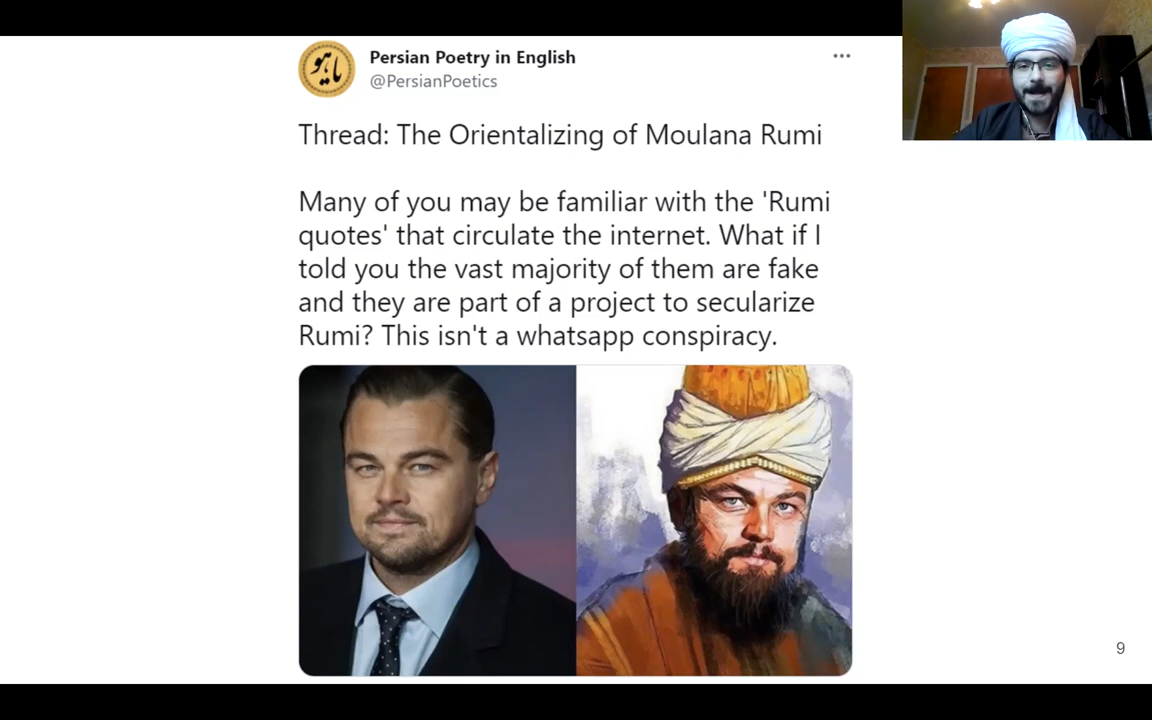 Persian Poetry in English
@PersianPoetics
Thread: The Orientalizing of Moulana Rumi
Many of you may be familiar with the 'Rumi
quotes' that circulate the internet. What if I
told you the vast majority of them are fake
and they are part of a project to secularize
Rumi? This isn't a whatsapp conspiracy.
9